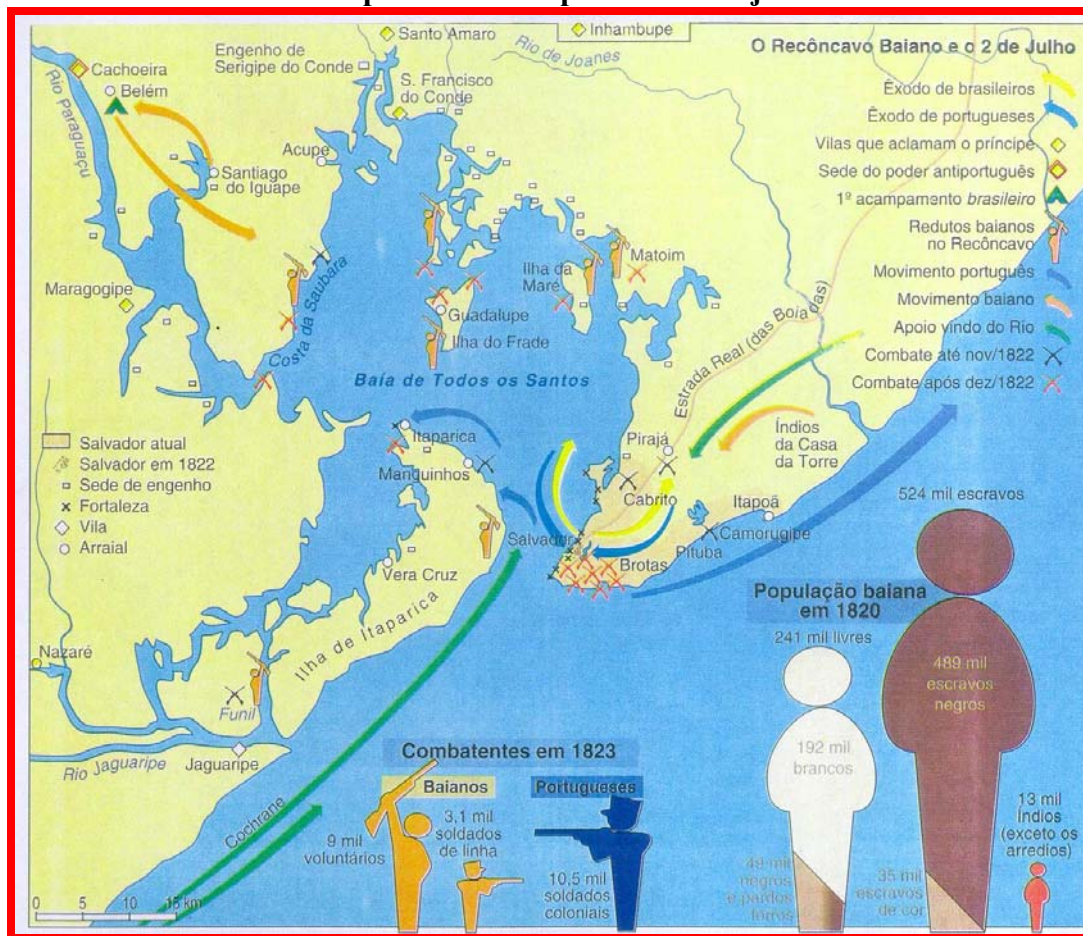 Santo Amaro
Inhambupe
Engenho de
Serigipe do Conde
Rio de Joanes
O Recôncavo Baiano e o 2 de Julho
Cachoeira
Belém
S. Francisco
do Conde
Rio Paraguaçu
Acupe
Santiago
do Iguape
Êxodo de brasileiros
Êxodo de portugueses
Vilas que aclamam o príncipe
Sede do poder antiportuguês
1º acampamento brasileiro
Redutos baianos
no Recôncavo
Movimento português
Movimento baiano
Apoio vindo do Rio
Combate até nov/1822
Combate após dez/1822
Maragogipe
Costa da Saubara
Guadalupe
Ilha do Frade
Ilha da
Maré
Matoim
Baía de Todos os Santos
Estrada Real (das Boiadas)
Salvador atual
Salvador em 1822
Sede de engenho
Fortaleza
Vila
Arraial
Itaparica
Manguinhos
Pirajá
Índios
da Casa
da Torre
Cabrito
Itapoã
Camorugipe
Pituba
Salvador
Brotas
Vera Cruz
Ilha de Itaparica
Nazaré
Funil
Rio Jaguaripe
Jaguaripe
Cochrane
0 5 10 15 km
Combatentes em 1823
Baianos
Portugueses
9 mil
voluntários
3,1 mil
soldados
de linha
10,5 mil
soldados
coloniais
População baiana
em 1820
241 mil livres
524 mil escravos
192 mil
brancos
489 mil
escravos
negros
49 mil
negros
e pardos
forros
35 mil
escravos
de cor
13 mil
Índios
(exceto os
arredios)